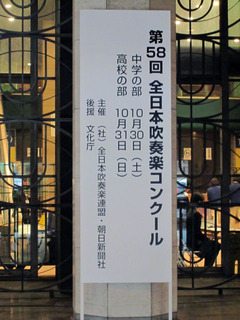 第58回 全日本吹奏楽コンクール
中学の部 10月30日(土)
高校の部 10月31日(日)
主催 (社)全日本吹奏楽連盟・朝日新聞社
後援 文化庁